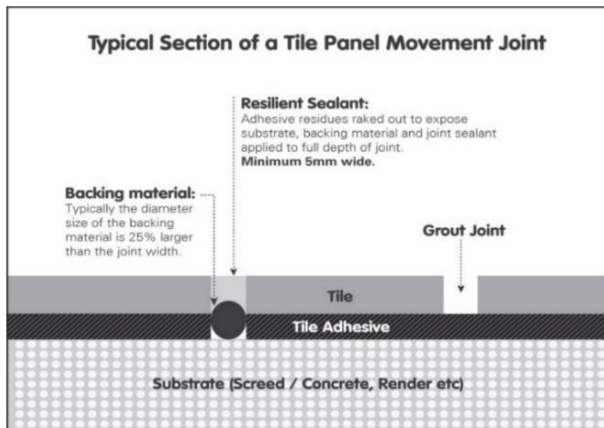 Typical Section of a Tile Panel Movement Joint
Resilient Sealant:
Adhesive residues raked out to expose
substrate, backing material and joint sealant
applied to full depth of joint.
Minimum 5mm wide.
Backing material:
Typically the diameter
size of the backing
material is 25% larger
than the joint width.
Grout Joint
Tile
Tile Adhesive
Substrate (Screed / Concrete, Render etc)